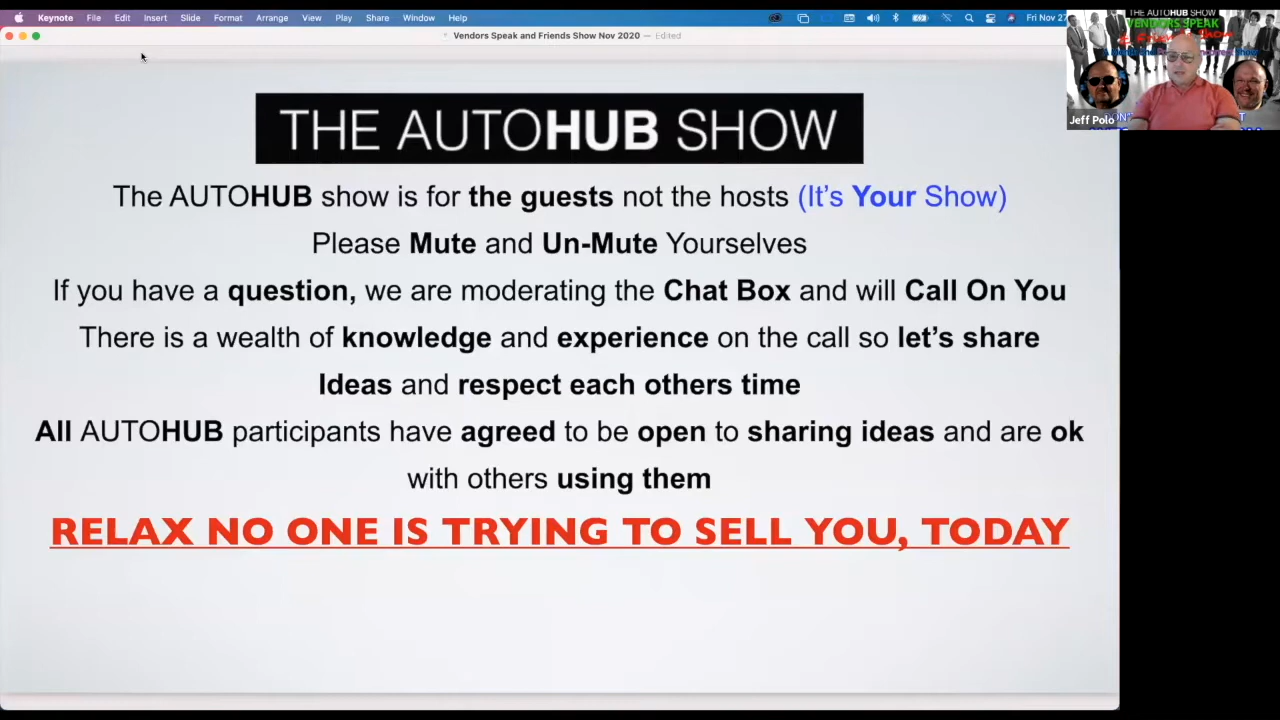 Keynote File Edit Insert Slide Format Arrange View Play Share Window Help
Fri Nov 27
Vendors Speak and Friends Show Nov 2020 — Edited
THE AUTOHUB SHOW
VENDORS SPEAK
Jeff Polo
THE AUTOHUB SHOW
The AUTOHUB show is for the guests not the hosts (It's Your Show)
Please Mute and Un-Mute Yourselves
If you have a question, we are moderating the Chat Box and will Call On You
There is a wealth of knowledge and experience on the call so let's share
Ideas and respect each others time
All AUTOHUB participants have agreed to be open to sharing ideas and are ok
with others using them
RELAX NO ONE IS TRYING TO SELL YOU, TODAY